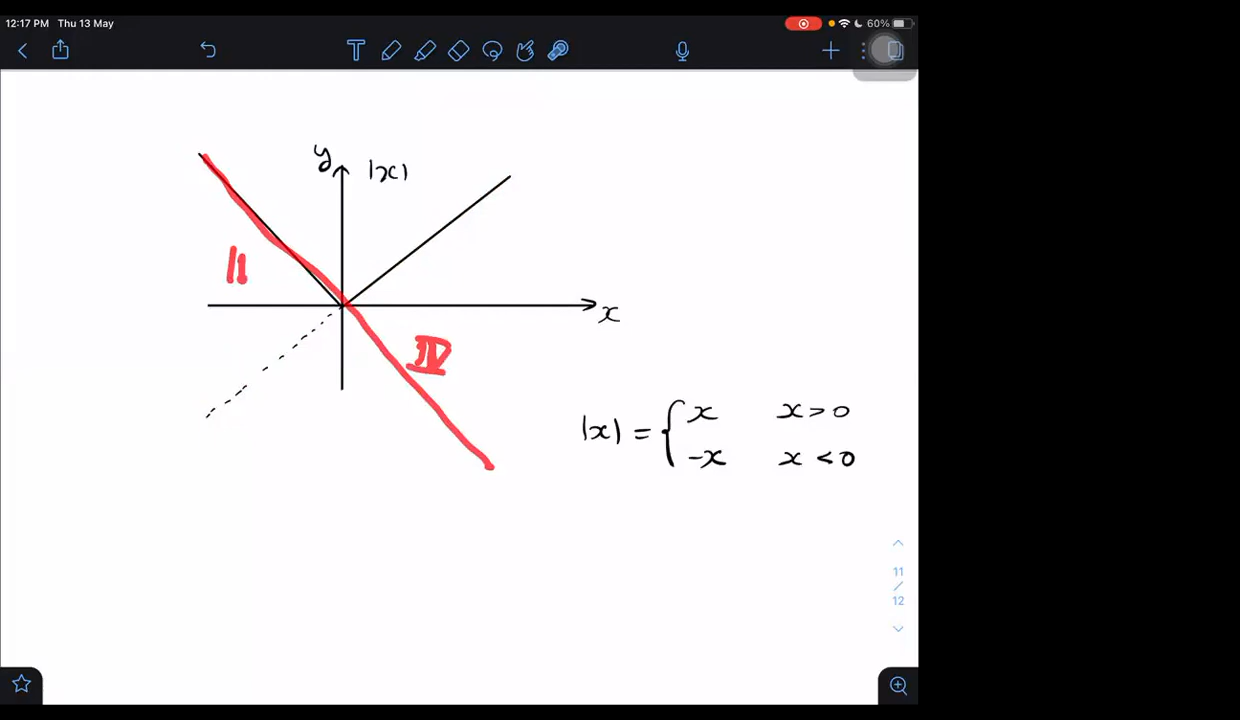 12:17 PM Thu 13 May
60%
T
y
|x|
II
x
IV
|x| = { x x > 0
-x x < 0
11
/
12